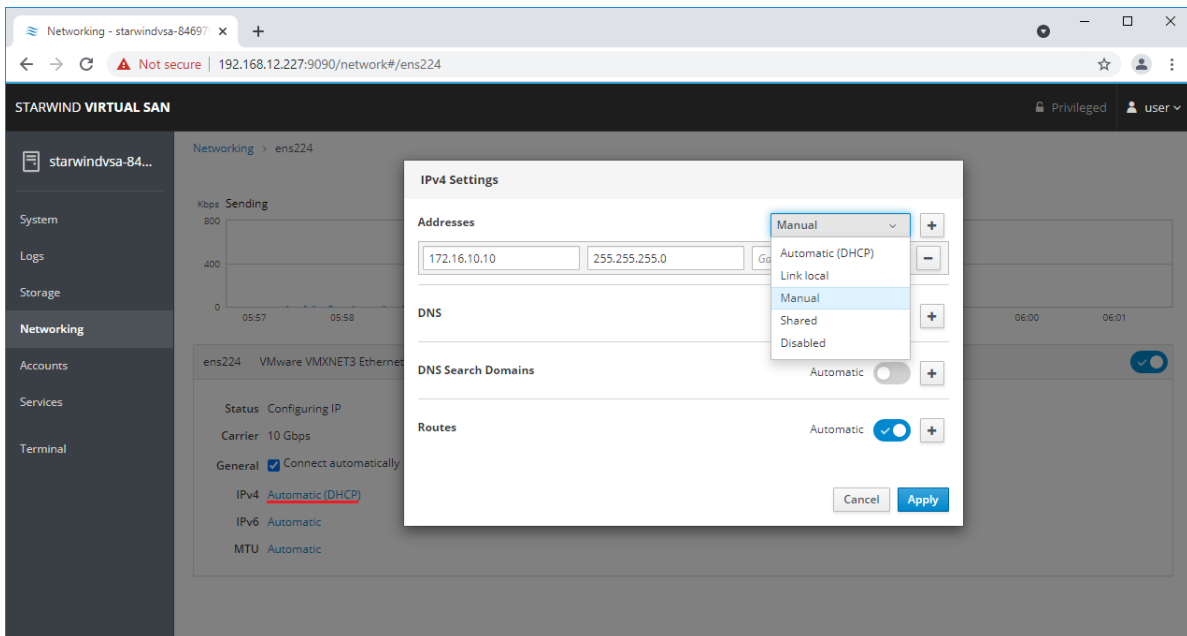 Networking - starwindvsa-84697
Not secure | 192.168.12.227:9090/network#/ens224
STARWIND VIRTUAL SAN
Privileged
user
starwindvsa-84...
System
Logs
Storage
Networking
Accounts
Services
Terminal
Networking > ens224
Kbps Sending
800
400
0
05:57 05:58 06:00 06:01
ens224 VMware VMXNET3 Ethernet
Status Configuring IP
Carrier 10 Gbps
General Connect automatically
IPv4 Automatic (DHCP)
IPv6 Automatic
MTU Automatic
IPv4 Settings
Addresses
Manual
172.16.10.10 255.255.255.0
Automatic (DHCP)
Link local
Manual
Shared
Disabled
DNS
DNS Search Domains Automatic
Routes Automatic
Cancel Apply